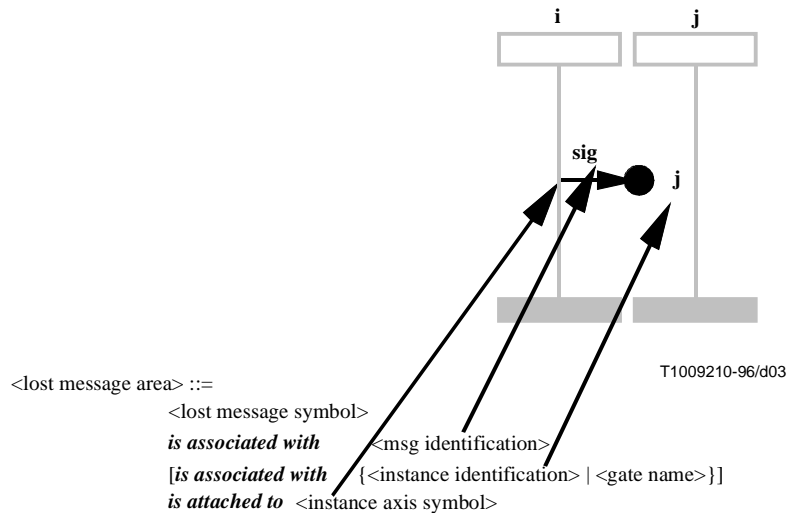 i j
sig
j
T1009210-96/d03
<lost message area> ::=
<lost message symbol>
is associated with <msg identification>
[is associated with {<instance identification> | <gate name>}]
is attached to <instance axis symbol>